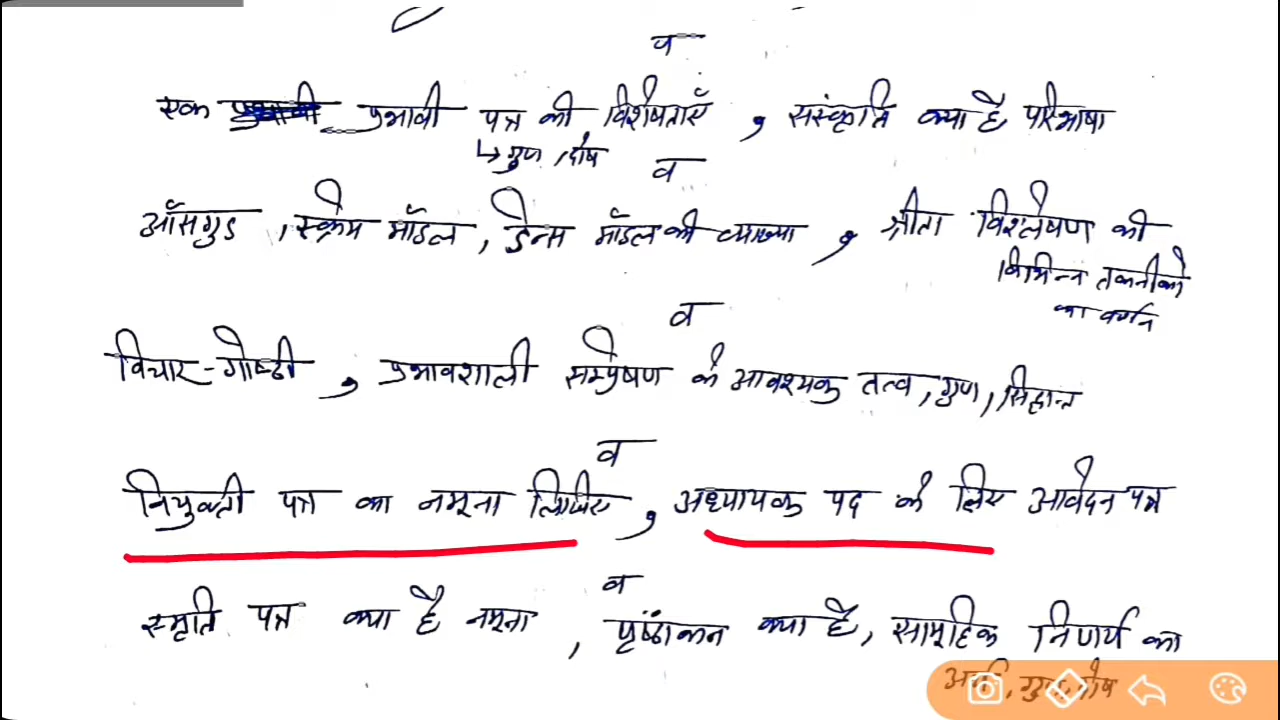 व
एक प्रभावी पत्र की विशेषताएँ , संस्कृति क्या है परिभाषा
↳ गुण , दोष
व
ऑसगुड , स्क्रेम मॉडल , डेन्स मॉडल की व्याख्या , श्रोता विश्लेषण की
विभिन्न तकनीको
का वर्णन
व
विचार - गोष्ठी , प्रभावशाली सम्प्रेषण के आवश्यक तत्व , गुण , सिद्धान्त
व
नियुक्ती पत्र का नमूना लिखिए , अध्यापक पद के लिए आवेदन पत्र
व
स्मृति पत्र क्या है नमूना , पृष्ठांकन क्या है , सामूहिक निर्णय का
अर्थ , गुण , दोष